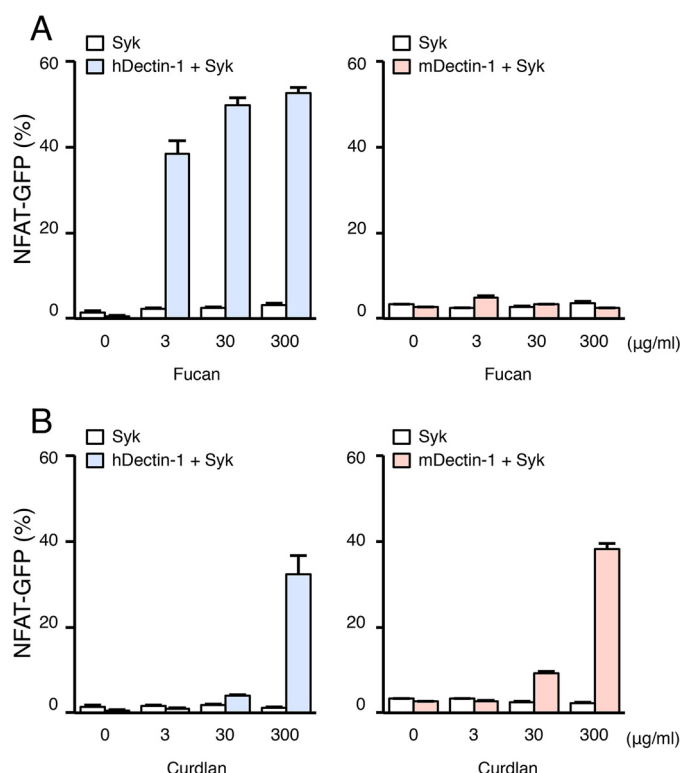 A
Syk
hDectin-1 + Syk
Syk
mDectin-1 + Syk
NFAT-GFP (%)
60
40
20
0
60
40
20
0
0 3 30 300
0 3 30 300 (μg/ml)
Fucan
Fucan
B
Syk
hDectin-1 + Syk
Syk
mDectin-1 + Syk
NFAT-GFP (%)
60
40
20
0
60
40
20
0
0 3 30 300
0 3 30 300 (μg/ml)
Curdlan
Curdlan